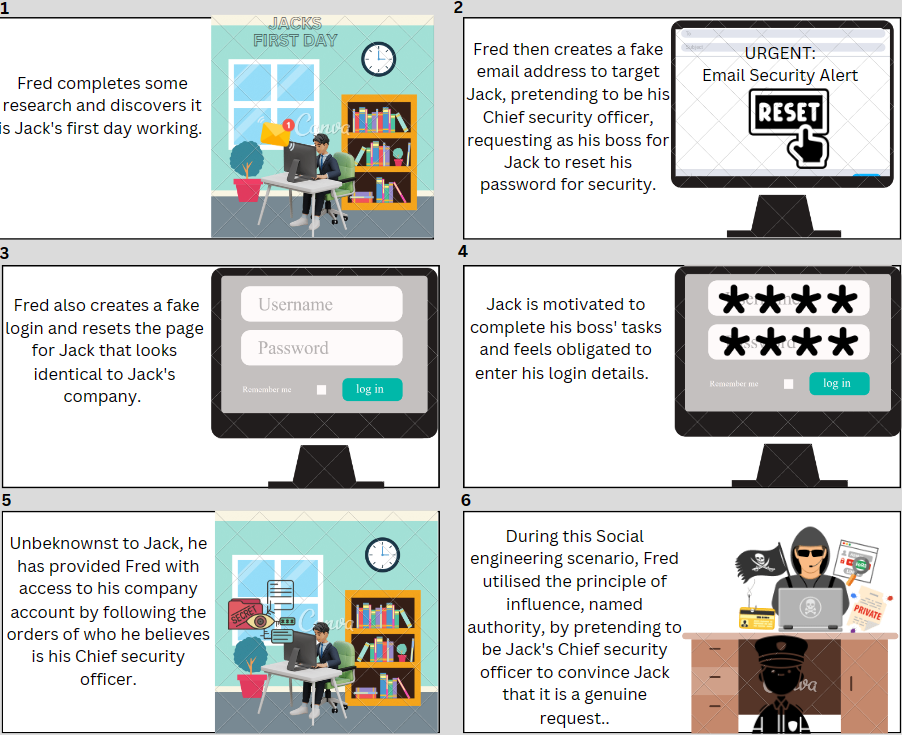 1
JACKS
FIRST DAY
Fred completes some
research and discovers it
is Jack's first day working.
1
Canva
2
Fred then creates a fake
email address to target
Jack, pretending to be his
Chief security officer,
requesting as his boss for
Jack to reset his
password for security.
URGENT:
Email Security Alert
RESET
3
Fred also creates a fake
login and resets the page
for Jack that looks
identical to Jack's
company.
Username
Password
Remember me
log in
4
Jack is motivated to
complete his boss' tasks
and feels obligated to
enter his login details.
* * * *
* * * *
Remember me
log in
5
Unbeknownst to Jack, he
has provided Fred with
access to his company
account by following the
orders of who he believes
is his Chief security
officer.
SECRET
6
During this Social
engineering scenario, Fred
utilised the principle of
influence, named
authority, by pretending to
be Jack's Chief security
officer to convince Jack
that it is a genuine
request..
PRIVATE